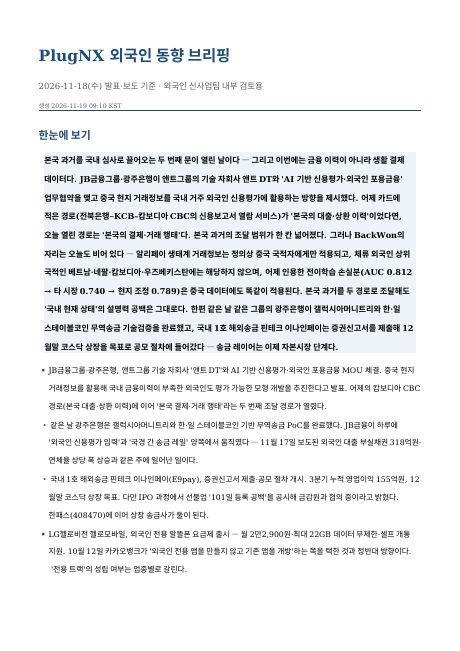 PlugNX 외국인 동향 브리핑
2026-11-18(수) 발표·보도 기준 · 외국인 신사업팀 내부 검토용
생성 2026-11-19 09:10 KST
한눈에 보기
본국 과거를 국내 심사로 끌어오는 두 번째 문이 열린 날이다 — 그리고 이번에는 금융 이력이 아니라 생활 결제
데이터다. JB금융그룹·광주은행이 앤트그룹의 기술 자회사 앤트 DT와 'AI 기반 신용평가·외국인 포용금융'
업무협약을 맺고 중국 현지 거래정보를 국내 거주 외국인 신용평가에 활용하는 방향을 제시했다. 어제 카드에
적은 경로(전북은행–KCB–캄보디아 CBC의 신용보고서 열람 서비스)가 '본국의 대출·상환 이력'이었다면,
오늘 열린 경로는 '본국의 결제·거래 행태'다. 본국 과거의 조달 범위가 한 칸 넓어졌다. 그러나 BackWon의
자리는 오늘도 비어 있다 — 알리페이 생태계 거래정보는 정의상 중국 국적자에게만 적용되고, 체류 외국인 상위
국적인 베트남·네팔·캄보디아·우즈베키스탄에는 해당하지 않으며, 어제 인용한 전이학습 손실분(AUC 0.812
→ 타 시장 0.740 → 현지 조정 0.789)은 중국 데이터에도 똑같이 적용된다. 본국 과거를 두 경로로 조달해도
'국내 현재 상태'의 설명력 공백은 그대로다. 한편 같은 날 같은 그룹의 광주은행이 갤럭시아머니트리와 한·일
스테이블코인 무역송금 기술검증을 완료했고, 국내 1호 해외송금 핀테크 이나인페이는 증권신고서를 제출해 12
월말 코스닥 상장을 목표로 공모 절차에 들어갔다 — 송금 레이어는 이제 자본시장 단계다.
• JB금융그룹·광주은행, 앤트그룹 기술 자회사 '앤트 DT'와 AI 기반 신용평가·외국인 포용금융 MOU 체결. 중국 현지
거래정보를 활용해 국내 금융이력이 부족한 외국인도 평가 가능한 모형 개발을 추진한다고 발표. 어제의 캄보디아 CBC
경로(본국 대출·상환 이력)에 이어 '본국 결제·거래 행태'라는 두 번째 조달 경로가 열렸다.
• 같은 날 광주은행은 갤럭시아머니트리와 한·일 스테이블코인 기반 무역송금 PoC를 완료했다. JB금융이 하루에
'외국인 신용평가 입력'과 '국경 간 송금 레일' 양쪽에서 움직였다 — 11월 17일 보도된 외국인 대출 부실채권 318억원·
연체율 상당 폭 상승과 같은 주에 일어난 일이다.
• 국내 1호 해외송금 핀테크 이나인페이(E9pay), 증권신고서 제출·공모 절차 개시. 3분기 누적 영업이익 155억원, 12
월말 코스닥 상장 목표. 다만 IPO 과정에서 선불업 '101일 등록 공백'을 공시해 금감원과 협의 중이라고 밝혔다.
한패스(408470)에 이어 상장 송금사가 둘이 된다.
• LG헬로비전 헬로모바일, 외국인 전용 알뜰폰 요금제 출시 — 월 2만2,900원·최대 22GB 데이터 무제한·셀프 개통
지원. 10월 12일 카카오뱅크가 '외국인 전용 앱을 만들지 않고 기존 앱을 개방'하는 쪽을 택한 것과 정반대 방향이다.
'전용 트랙'의 성립 여부는 업종별로 갈린다.